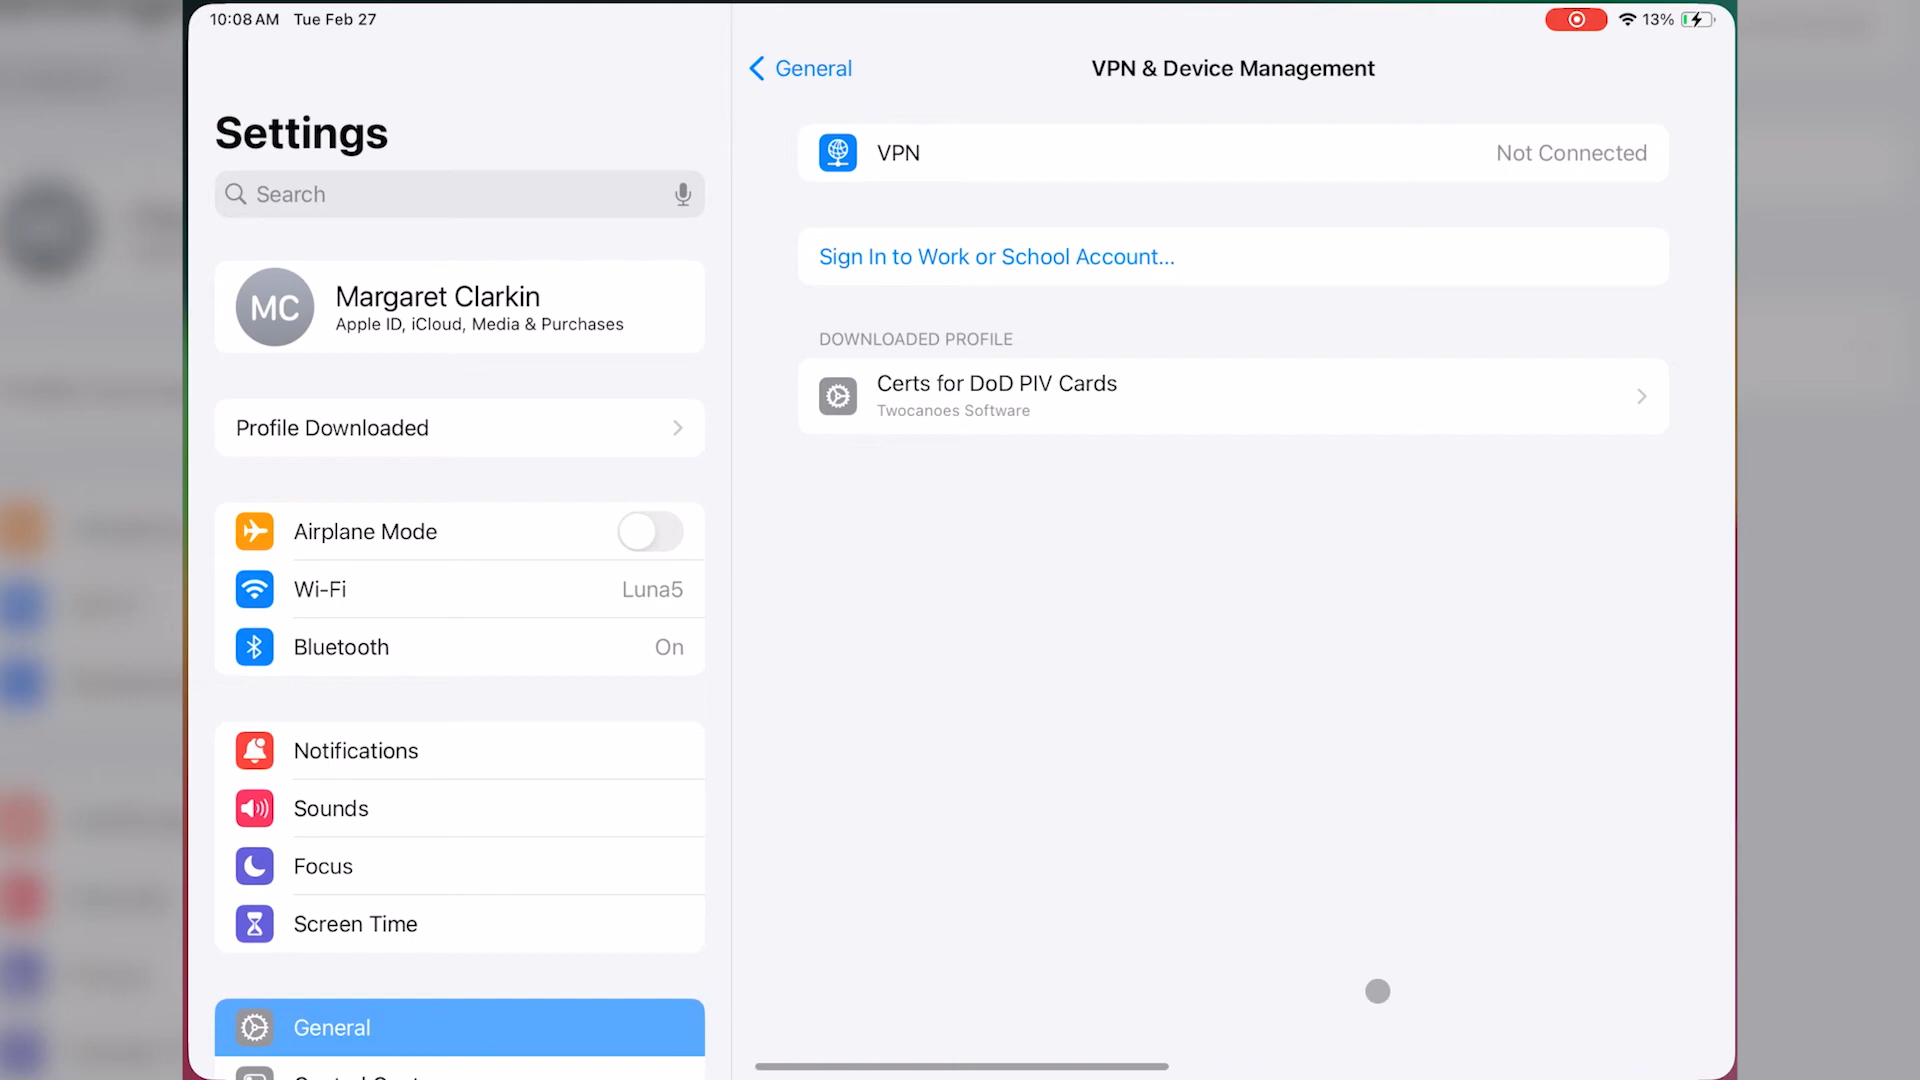 10:08 AM Tue Feb 27
13%
Settings
Search
MC
Margaret Clarkin
Apple ID, iCloud, Media & Purchases
Profile Downloaded
Airplane Mode
Wi-Fi Luna5
Bluetooth On
Notifications
Sounds
Focus
Screen Time
General
General
VPN & Device Management
VPN Not Connected
Sign In to Work or School Account...
DOWNLOADED PROFILE
Certs for DoD PIV Cards
Twocanoes Software